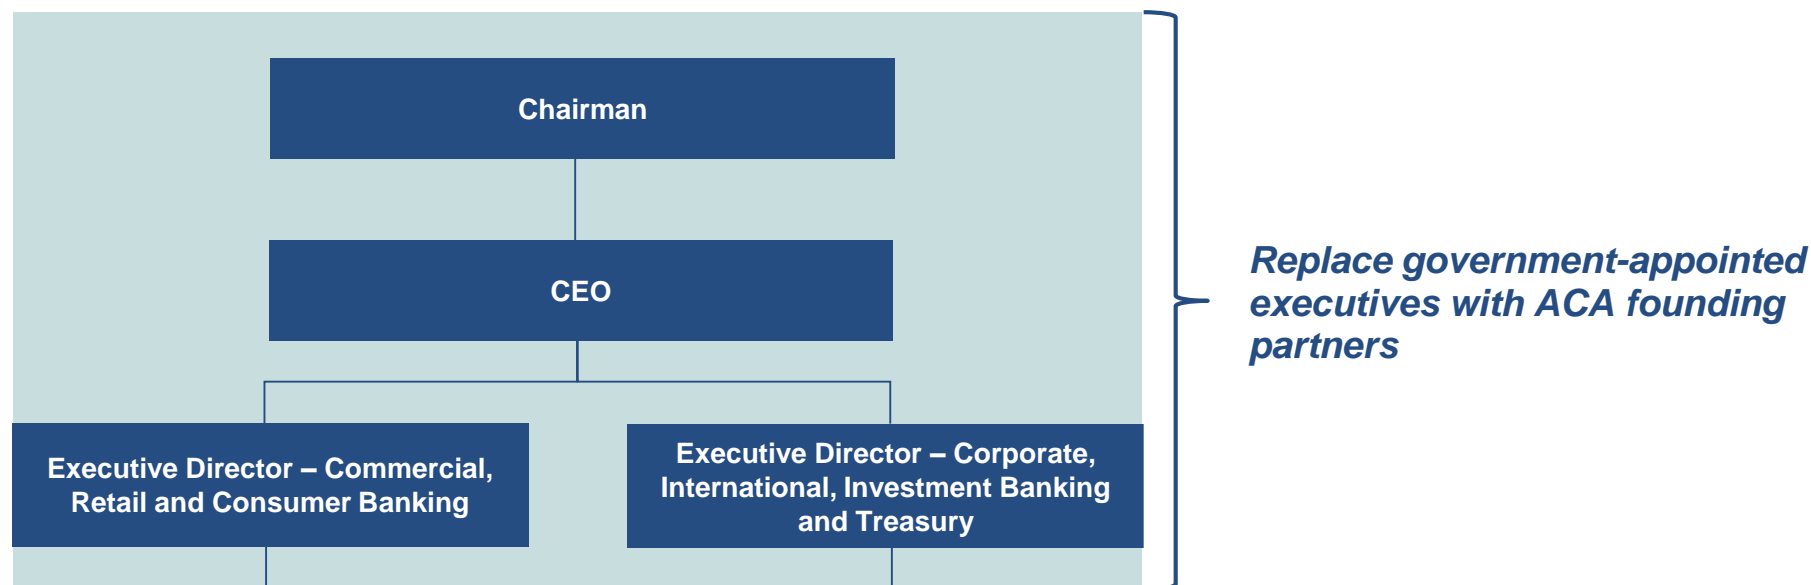 Chairman
CEO
Replace government-appointed
executives with ACA founding
partners
Executive Director – Commercial,
Retail and Consumer Banking
Executive Director – Corporate,
International, Investment Banking
and Treasury